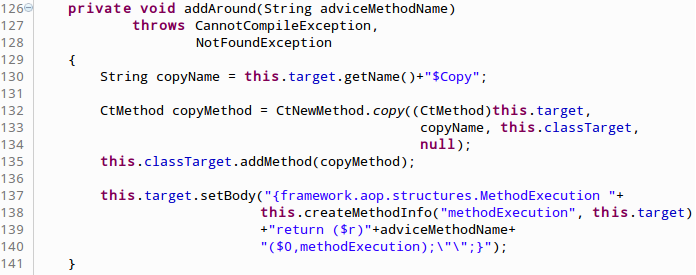 126 private void addAround(String adviceMethodName)
127 throws CannotCompileException,
128 NotFoundException
129 {
130 String copyName = this.target.getName()+"$Copy";
131
132 CtMethod copyMethod = CtNewMethod.copy((CtMethod)this.target,
133 copyName, this.classTarget,
134 null);
135 this.classTarget.addMethod(copyMethod);
136
137 this.target.setBody("{framework.aop.structures.MethodExecution "+
138 this.createMethodInfo("methodExecution", this.target)
139 +"return ($r)"+adviceMethodName+
140 "($0,methodExecution);\"\";}");
141 }